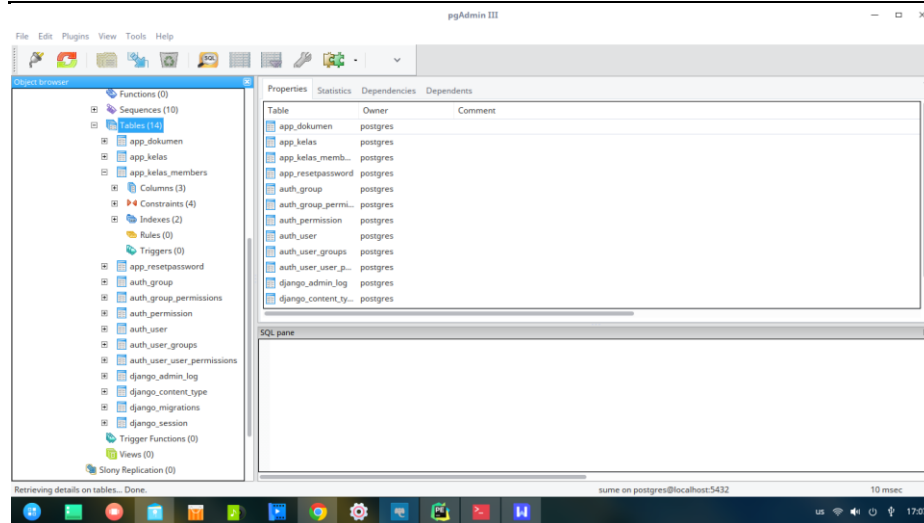 pgAdmin III
File Edit Plugins View Tools Help
SQL
Object browser
Functions (0)
Sequences (10)
Tables (14)
app_dokumen
app_kelas
app_kelas_members
Columns (3)
Constraints (4)
Indexes (2)
Rules (0)
Triggers (0)
app_resetpassword
auth_group
auth_group_permissions
auth_permission
auth_user
auth_user_groups
auth_user_user_permissions
django_admin_log
django_content_type
django_migrations
django_session
Trigger Functions (0)
Views (0)
Slony Replication (0)
Properties Statistics Dependencies Dependents
Table Owner Comment
app_dokumen postgres
app_kelas postgres
app_kelas_memb... postgres
app_resetpassword postgres
auth_group postgres
auth_group_permi... postgres
auth_permission postgres
auth_user postgres
auth_user_groups postgres
auth_user_user_p... postgres
django_admin_log postgres
django_content_ty... postgres
SQL pane
Retrieving details on tables... Done. sume on postgres@localhost:5432 10 msec
us